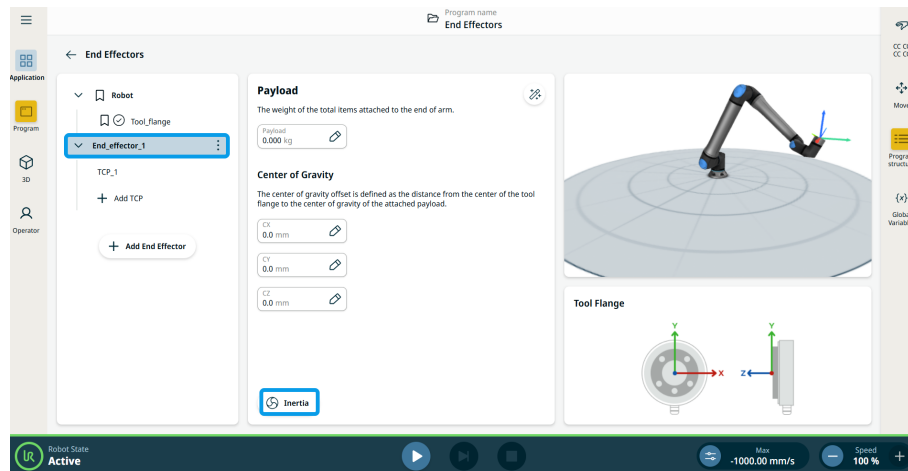 Program name
End Effectors
End Effectors
Application
Program
3D
Operator
Robot
Tool_flange
End_effector_1
TCP_1
Add TCP
Add End Effector
Payload
The weight of the total items attached to the end of arm.
Payload
0.000 kg
Center of Gravity
The center of gravity offset is defined as the distance from the center of the tool
flange to the center of gravity of the attached payload.
CX
0.0 mm
CY
0.0 mm
CZ
0.0 mm
Inertia
Tool Flange
Y
X
Y
Z
Move
{x}
Robot State
Active
Max
-1000.00 mm/s
Speed
100 %